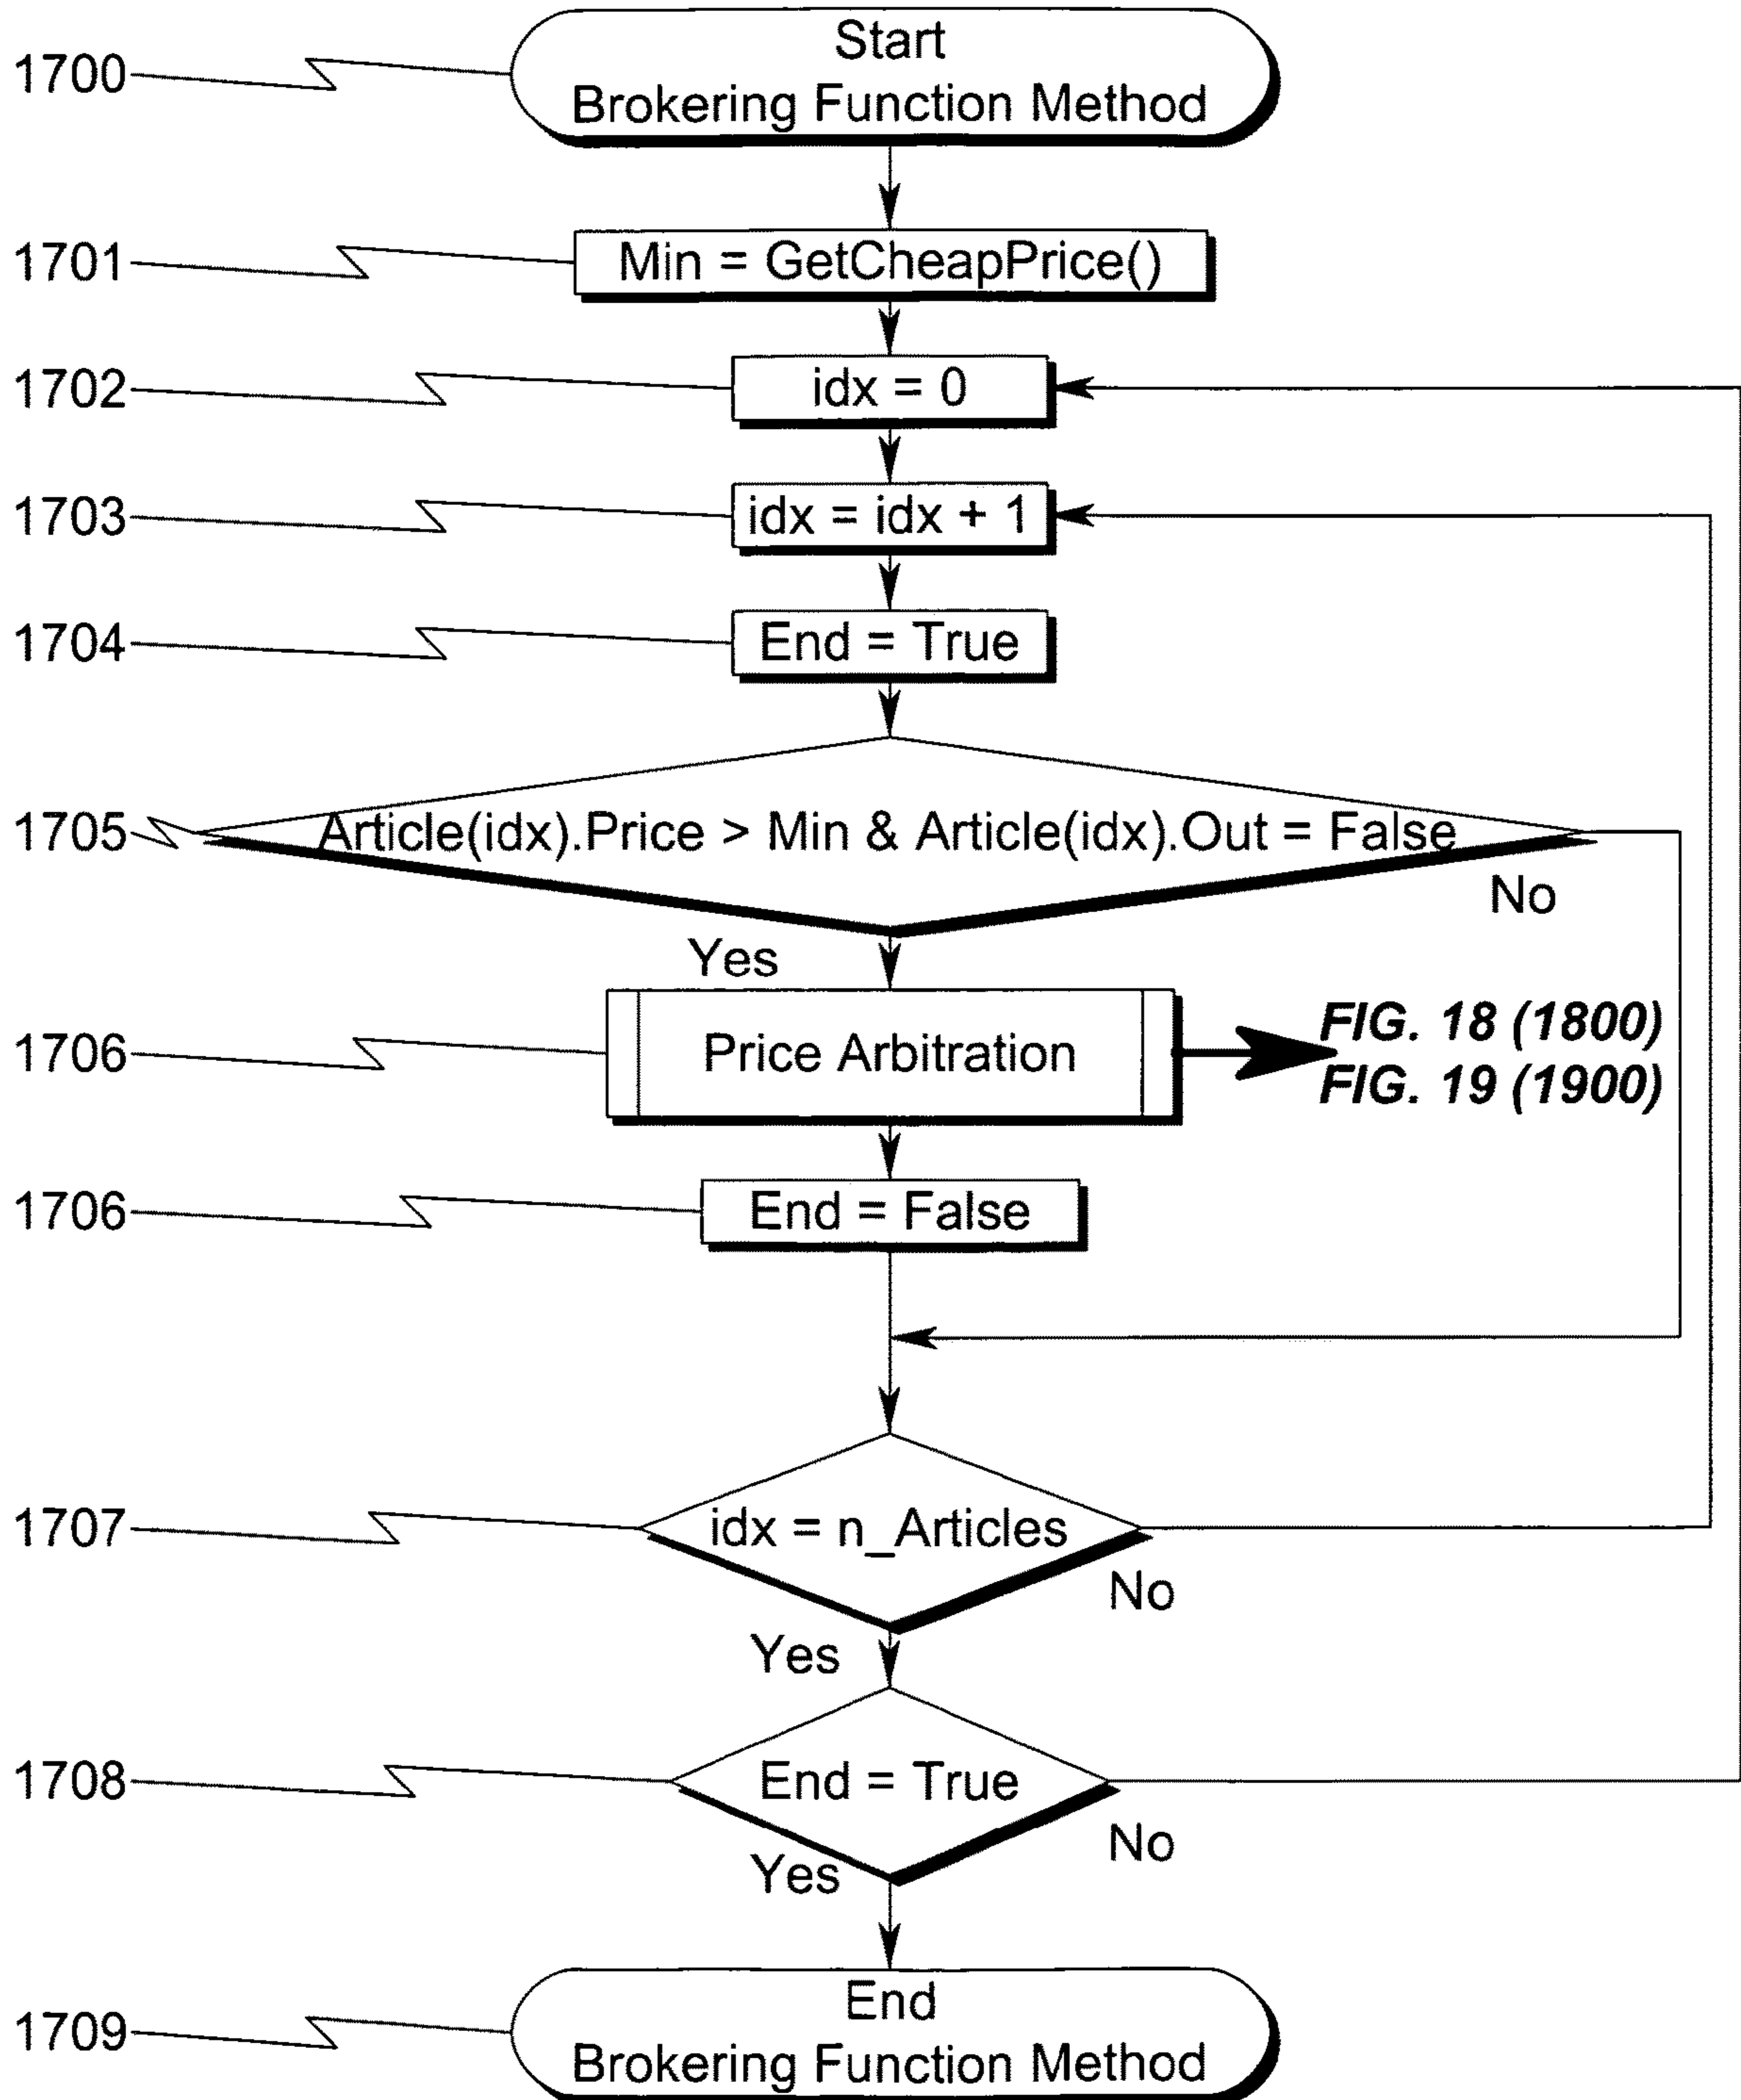 1700
Start
Brokering Function Method
1701
Min = GetCheapPrice()
1702
idx = 0
1703
idx = idx + 1
1704
End = True
1705
Article(idx).Price > Min & Article(idx).Out = False
No
Yes
1706
Price Arbitration
FIG. 18 (1800)
FIG. 19 (1900)
1706
End = False
1707
idx = n_Articles
No
Yes
1708
End = True
No
Yes
1709
End
Brokering Function Method